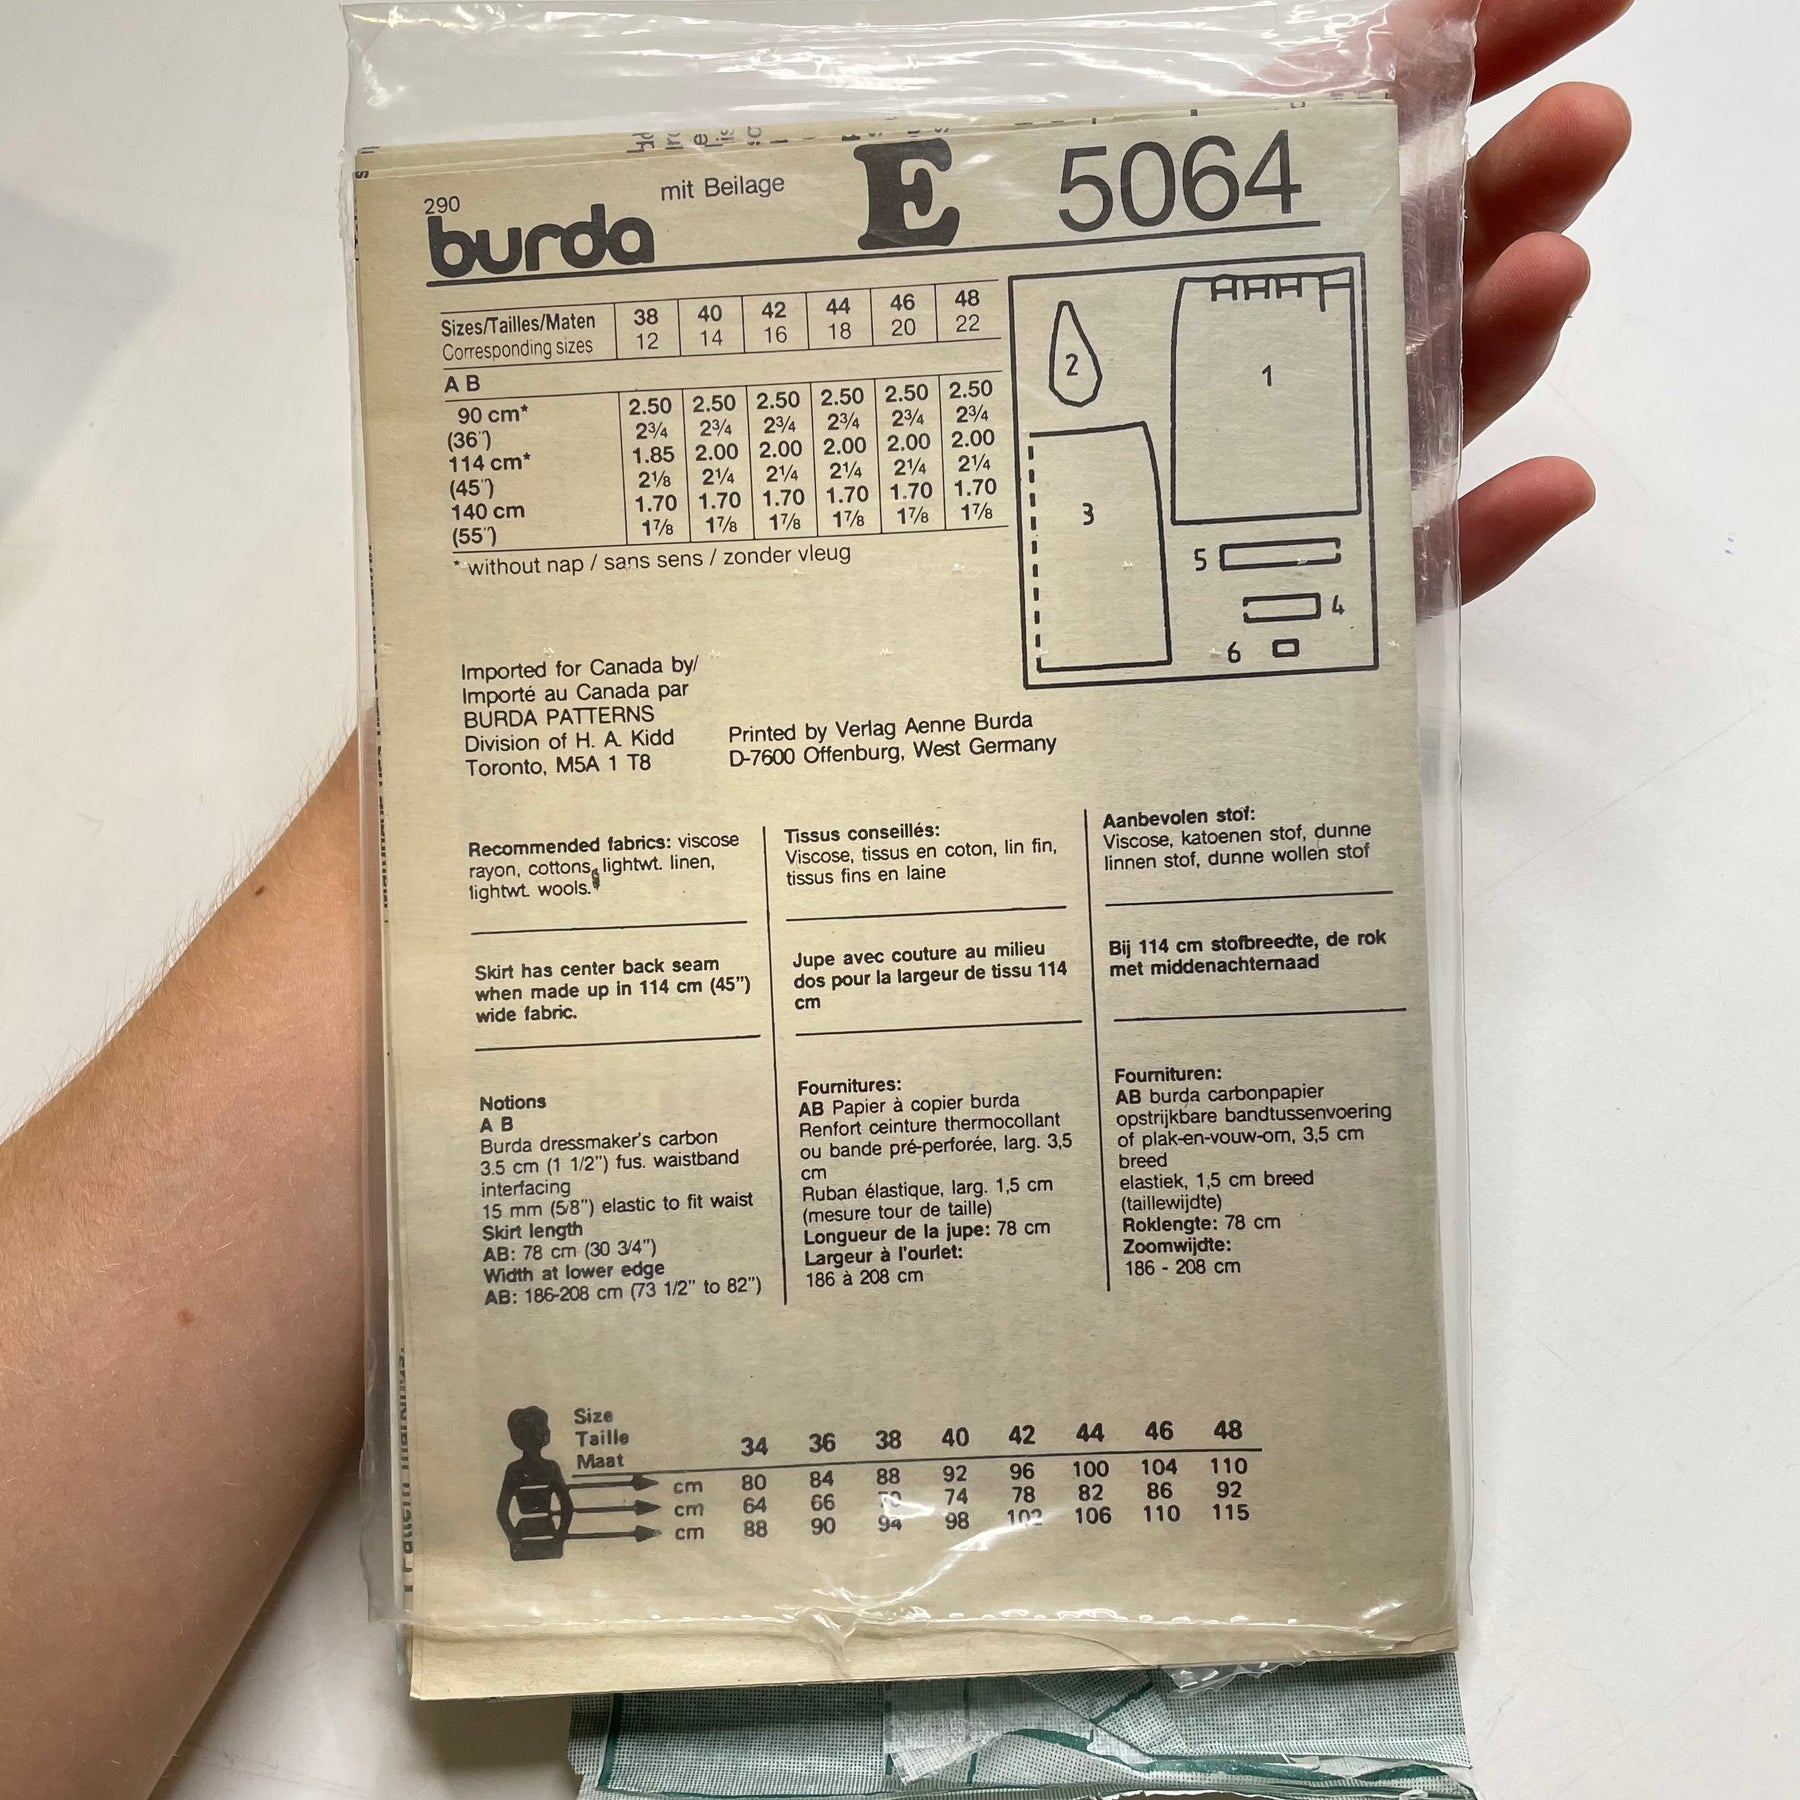 290
burda
mit Beilage
E
5064
Sizes/Tailles/Maten 38 40 42 44 46 48
Corresponding sizes 12 14 16 18 20 22
A B
90 cm* 2.50 2.50 2.50 2.50 2.50 2.50
(36") 2¾ 2¾ 2¾ 2¾ 2¾ 2¾
114 cm* 1.85 2.00 2.00 2.00 2.00 2.00
(45") 2⅛ 2¼ 2¼ 2¼ 2¼ 2¼
140 cm 1.70 1.70 1.70 1.70 1.70 1.70
(55") 1⅞ 1⅞ 1⅞ 1⅞ 1⅞ 1⅞
* without nap / sans sens / zonder vleug
1
2
3
5
4
6
Imported for Canada by/
Importé au Canada par
BURDA PATTERNS
Division of H. A. Kidd
Toronto, M5A 1 T8
Printed by Verlag Aenne Burda
D-7600 Offenburg, West Germany
Recommended fabrics: viscose
rayon, cottons, lightwt. linen,
lightwt. wools.
Skirt has center back seam
when made up in 114 cm (45")
wide fabric.
Notions
A B
Burda dressmaker's carbon
3.5 cm (1 1/2") fus. waistband
interfacing
15 mm (5/8") elastic to fit waist
Skirt length
AB: 78 cm (30 3/4")
Width at lower edge
AB: 186-208 cm (73 1/2" to 82")
Tissus conseillés:
Viscose, tissus en coton, lin fin,
tissus fins en laine
Jupe avec couture au milieu
dos pour la largeur de tissu 114
cm
Fournitures:
AB Papier à copier burda
Renfort ceinture thermocollant
ou bande pré-perforée, larg. 3,5
cm
Ruban élastique, larg. 1,5 cm
(mesure tour de taille)
Longueur de la jupe: 78 cm
Largeur à l'ourlet:
186 à 208 cm
Aanbevolen stof:
Viscose, katoenen stof, dunne
linnen stof, dunne wollen stof
Bij 114 cm stofbreedte, de rok
met middenachternaad
Fournituren:
AB burda carbonpapier
opstrijkbare bandtussenvoering
of plak-en-vouw-om, 3,5 cm
breed
elastiek, 1,5 cm breed
(taillewijdte)
Roklengte: 78 cm
Zoomwijdte:
186 - 208 cm
Size
Taille
Maat 34 36 38 40 42 44 46 48
cm 80 84 88 92 96 100 104 110
cm 64 66 70 74 78 82 86 92
cm 88 90 94 98 102 106 110 115